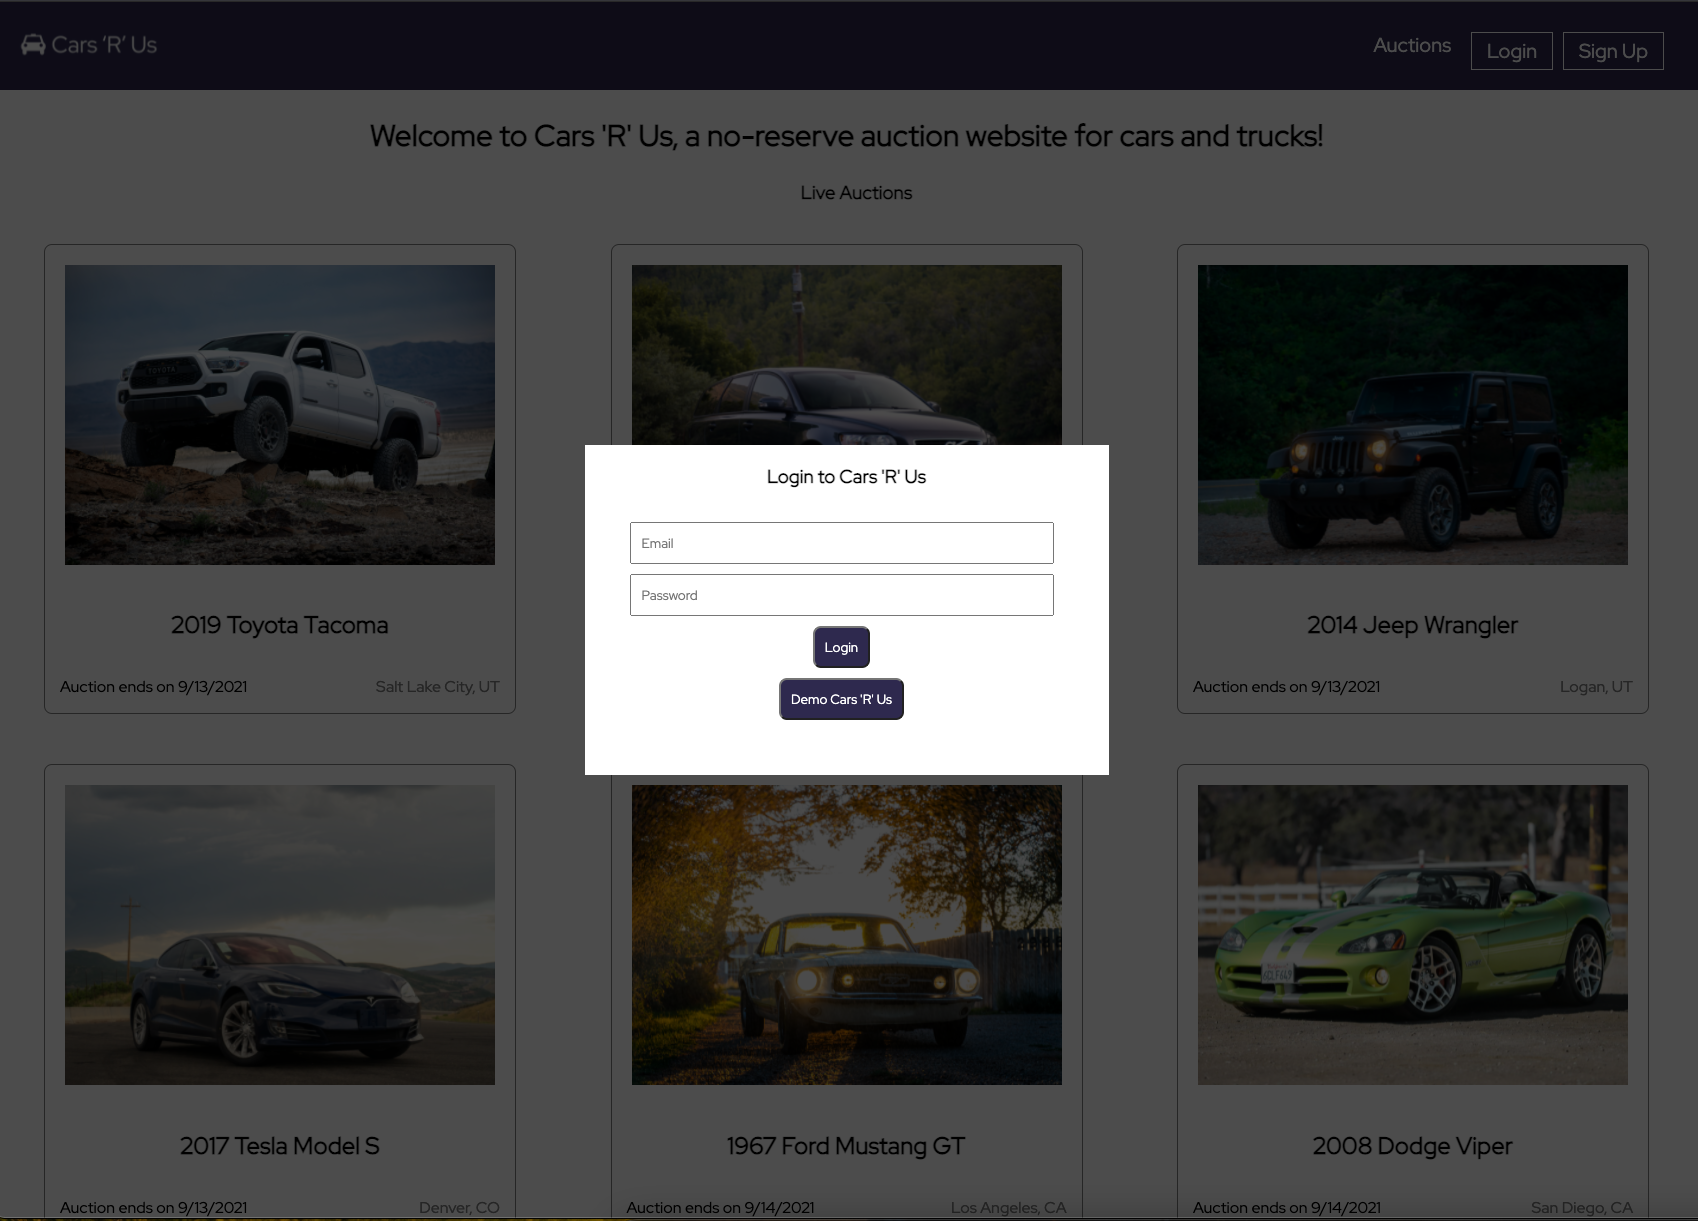 Cars ‘R’ Us
Auctions
Login
Sign Up
Welcome to Cars 'R' Us, a no-reserve auction website for cars and trucks!
Live Auctions
TOYOTA
Login to Cars 'R' Us
Email
Password
Login
Demo Cars 'R' Us
2019 Toyota Tacoma
Auction ends on 9/13/2021
Salt Lake City, UT
2014 Jeep Wrangler
Auction ends on 9/13/2021
Logan, UT
2017 Tesla Model S
Auction ends on 9/13/2021
Denver, CO
1967 Ford Mustang GT
Auction ends on 9/14/2021
Los Angeles, CA
2008 Dodge Viper
Auction ends on 9/14/2021
San Diego, CA